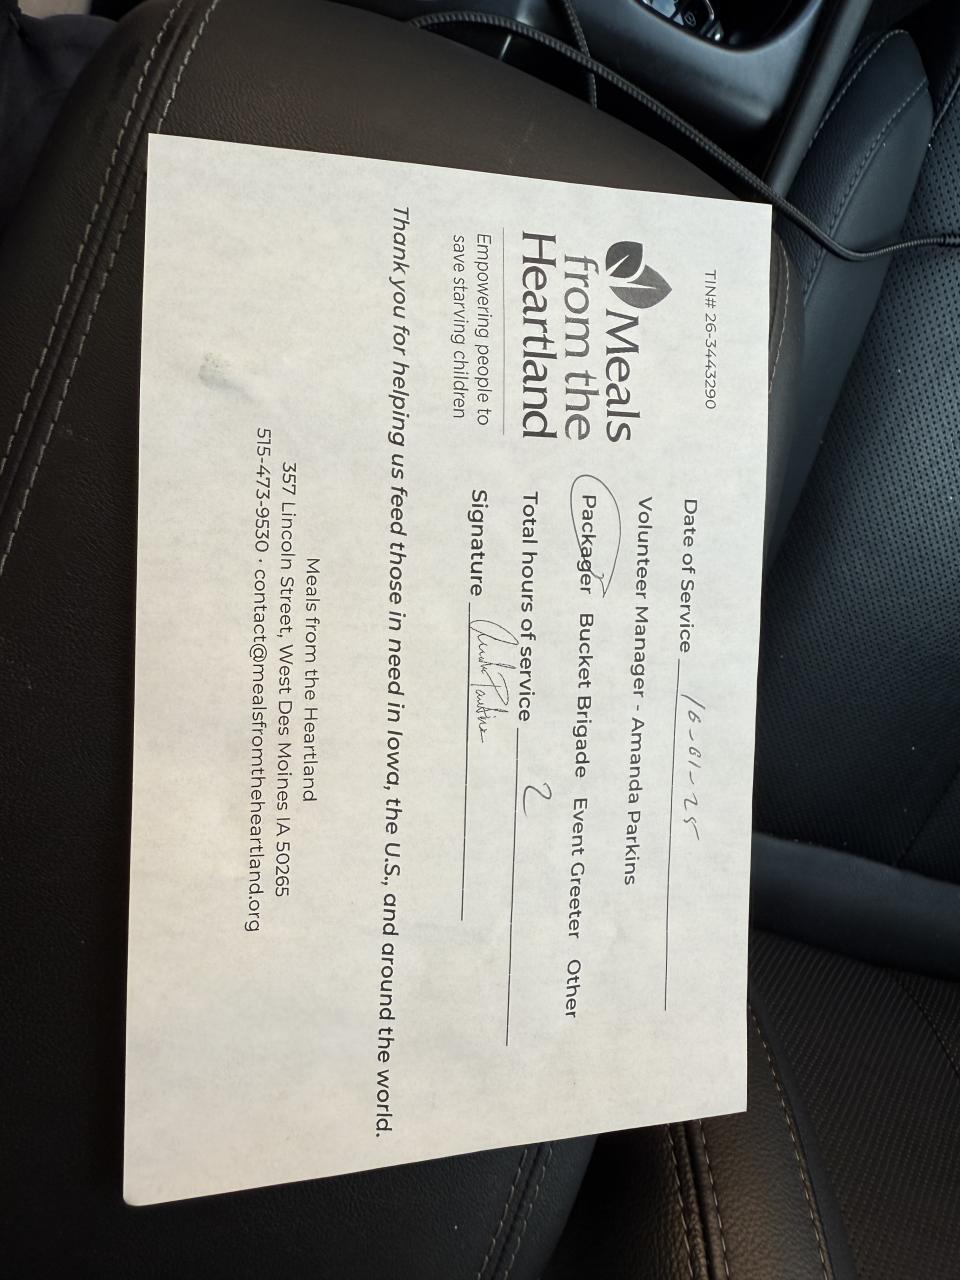 TIN# 26-3443290
Meals
from the
Heartland
Empowering people to
save starving children
Date of Service
Volunteer Manager - Amanda Parkins
Packager Bucket Brigade Event Greeter Other
Total hours of service 2
Signature
Thank you for helping us feed those in need in Iowa, the U.S., and around the world.
Meals from the Heartland
357 Lincoln Street, West Des Moines IA 50265
515-473-9530 · contact@mealsfromtheheartland.org